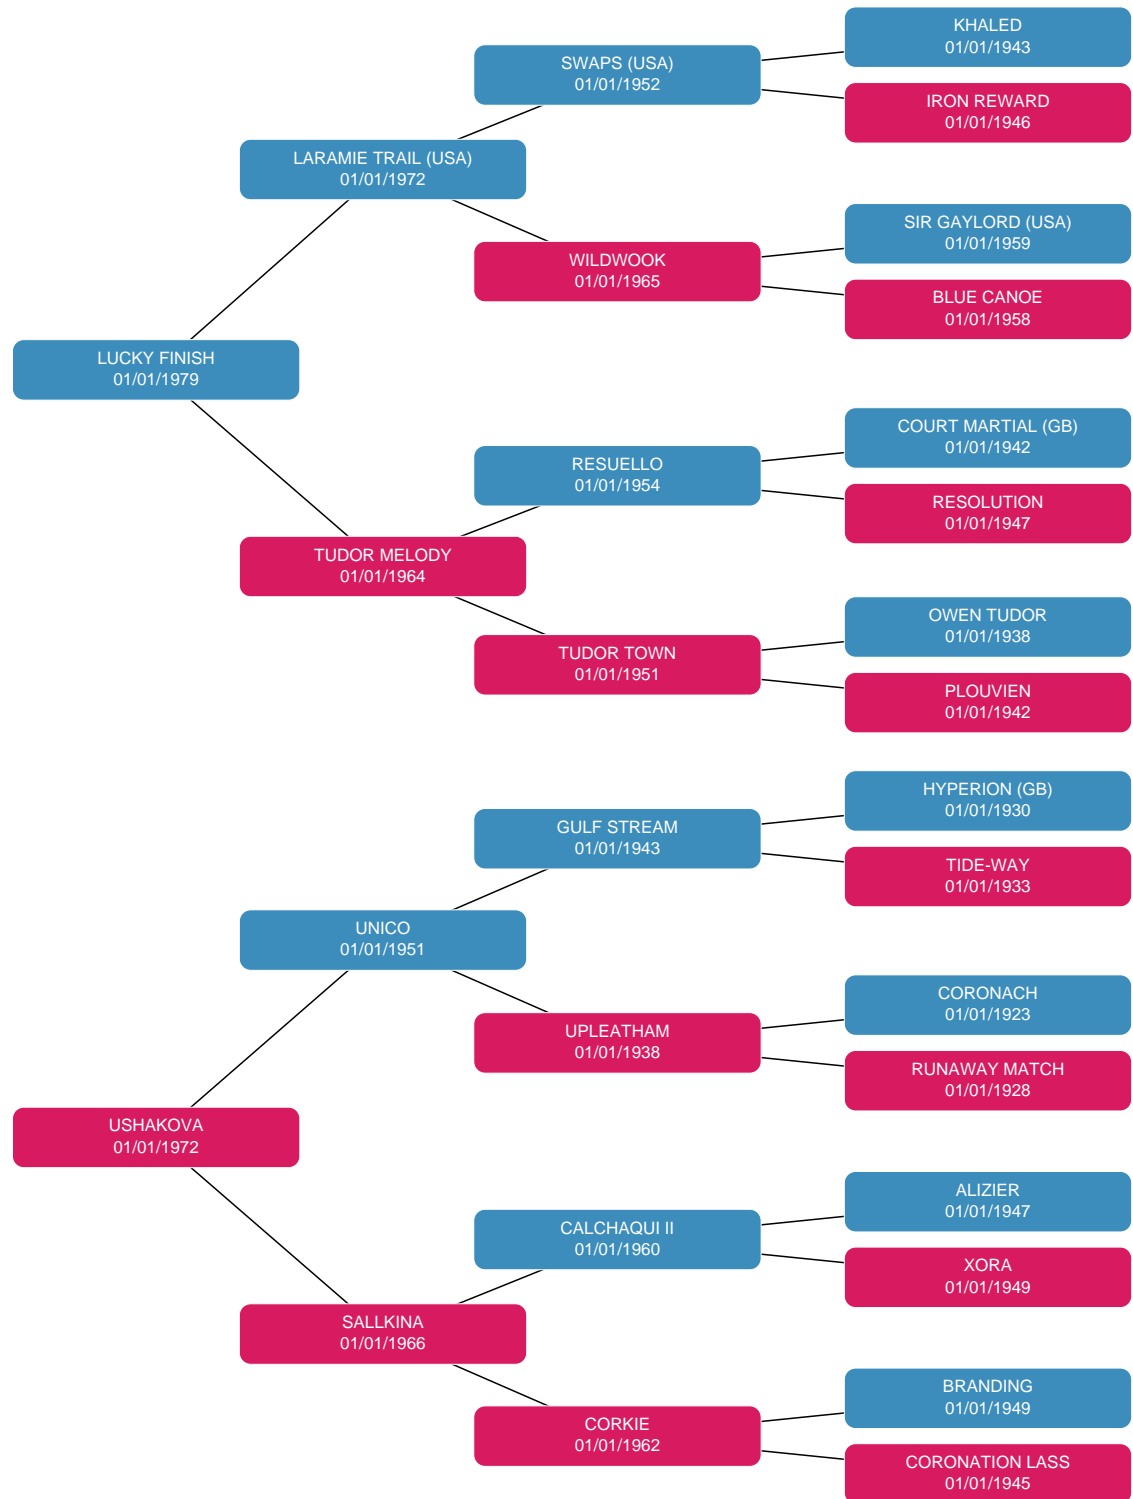 KHALED
01/01/1943
SWAPS (USA)
01/01/1952
IRON REWARD
01/01/1946
LARAMIE TRAIL (USA)
01/01/1972
SIR GAYLORD (USA)
01/01/1959
WILDWOOK
01/01/1965
BLUE CANOE
01/01/1958
LUCKY FINISH
01/01/1979
COURT MARTIAL (GB)
01/01/1942
RESUELLO
01/01/1954
RESOLUTION
01/01/1947
TUDOR MELODY
01/01/1964
OWEN TUDOR
01/01/1938
TUDOR TOWN
01/01/1951
PLOUVIEN
01/01/1942
HYPERION (GB)
01/01/1930
GULF STREAM
01/01/1943
TIDE-WAY
01/01/1933
UNICO
01/01/1951
CORONACH
01/01/1923
UPLEATHAM
01/01/1938
RUNAWAY MATCH
01/01/1928
USHAKOVA
01/01/1972
ALIZIER
01/01/1947
CALCHAQUI II
01/01/1960
XORA
01/01/1949
SALLKINA
01/01/1966
BRANDING
01/01/1949
CORKIE
01/01/1962
CORONATION LASS
01/01/1945